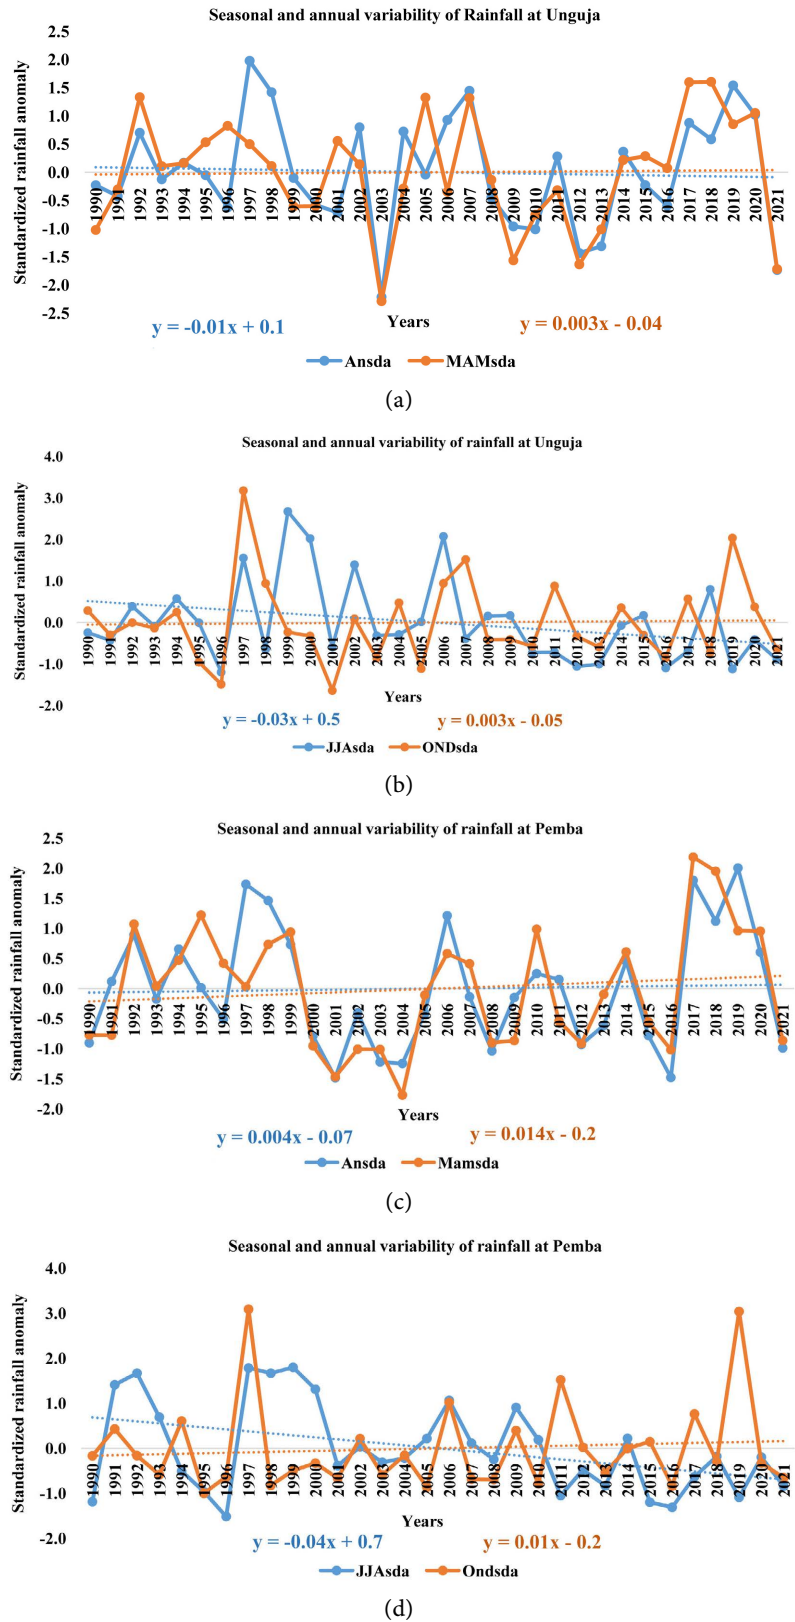 Seasonal and annual variability of Rainfall at Unguja
Standardized rainfall anomaly
2.5
2.0
1.5
1.0
0.5
0.0
-0.5
-1.0
-1.5
-2.0
-2.5
1990 1991 1992 1993 1994 1995 1996 1997 1998 1999 2000 2001 2002 2003 2004 2005 2006 2007 2008 2009 2010 2011 2012 2013 2014 2015 2016 2017 2018 2019 2020 2021
Years
y = -0.01x + 0.1 y = 0.003x - 0.04
Ansda MAMsda
(a)
Seasonal and annual variability of rainfall at Unguja
Standardized rainfall anomaly
4.0
3.0
2.0
1.0
0.0
-1.0
-2.0
1990 1991 1992 1993 1994 1995 1996 1997 1998 1999 2000 2001 2002 2003 2004 2005 2006 2007 2008 2009 2010 2011 2012 2013 2014 2015 2016 2017 2018 2019 2020 2021
Years
y = -0.03x + 0.5 y = 0.003x - 0.05
JJAsda ONDsda
(b)
Seasonal and annual variability of rainfall at Pemba
Standardized rainfall anomaly
2.5
2.0
1.5
1.0
0.5
0.0
-0.5
-1.0
-1.5
-2.0
1990 1991 1992 1993 1994 1995 1996 1997 1998 1999 2000 2001 2002 2003 2004 2005 2006 2007 2008 2009 2010 2011 2012 2013 2014 2015 2016 2017 2018 2019 2020 2021
Years
y = 0.004x - 0.07 y = 0.014x - 0.2
Ansda Mamsda
(c)
Seasonal and annual variability of rainfall at Pemba
Standardized rainfall anomaly
4.0
3.0
2.0
1.0
0.0
-1.0
-2.0
1990 1991 1992 1993 1994 1995 1996 1997 1998 1999 2000 2001 2002 2003 2004 2005 2006 2007 2008 2009 2010 2011 2012 2013 2014 2015 2016 2017 2018 2019 2020 2021
Years
y = -0.04x + 0.7 y = 0.01x - 0.2
JJAsda Ondsda
(d)